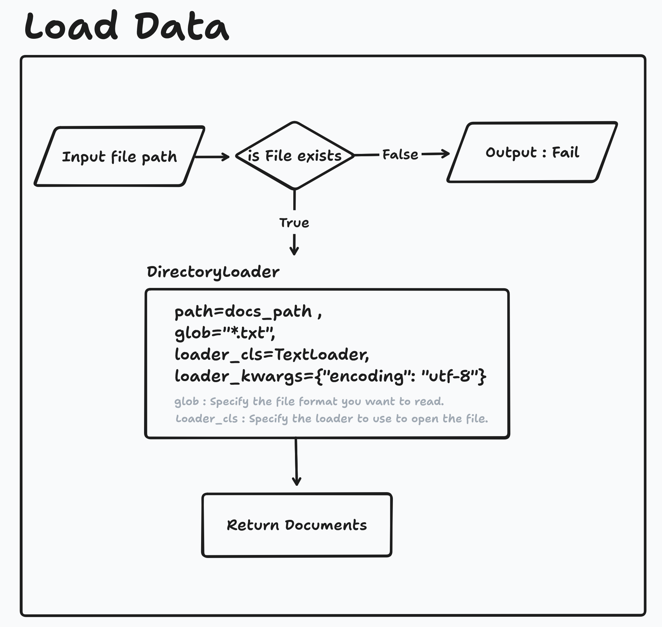 Load Data
Input file path
is File exists
False
Output : Fail
True
DirectoryLoader
path=docs_path ,
glob="*.txt",
loader_cls=TextLoader,
loader_kwargs={"encoding": "utf-8"}
glob : Specify the file format you want to read.
Loader_cls : Specify the loader to use to open the file.
Return Documents